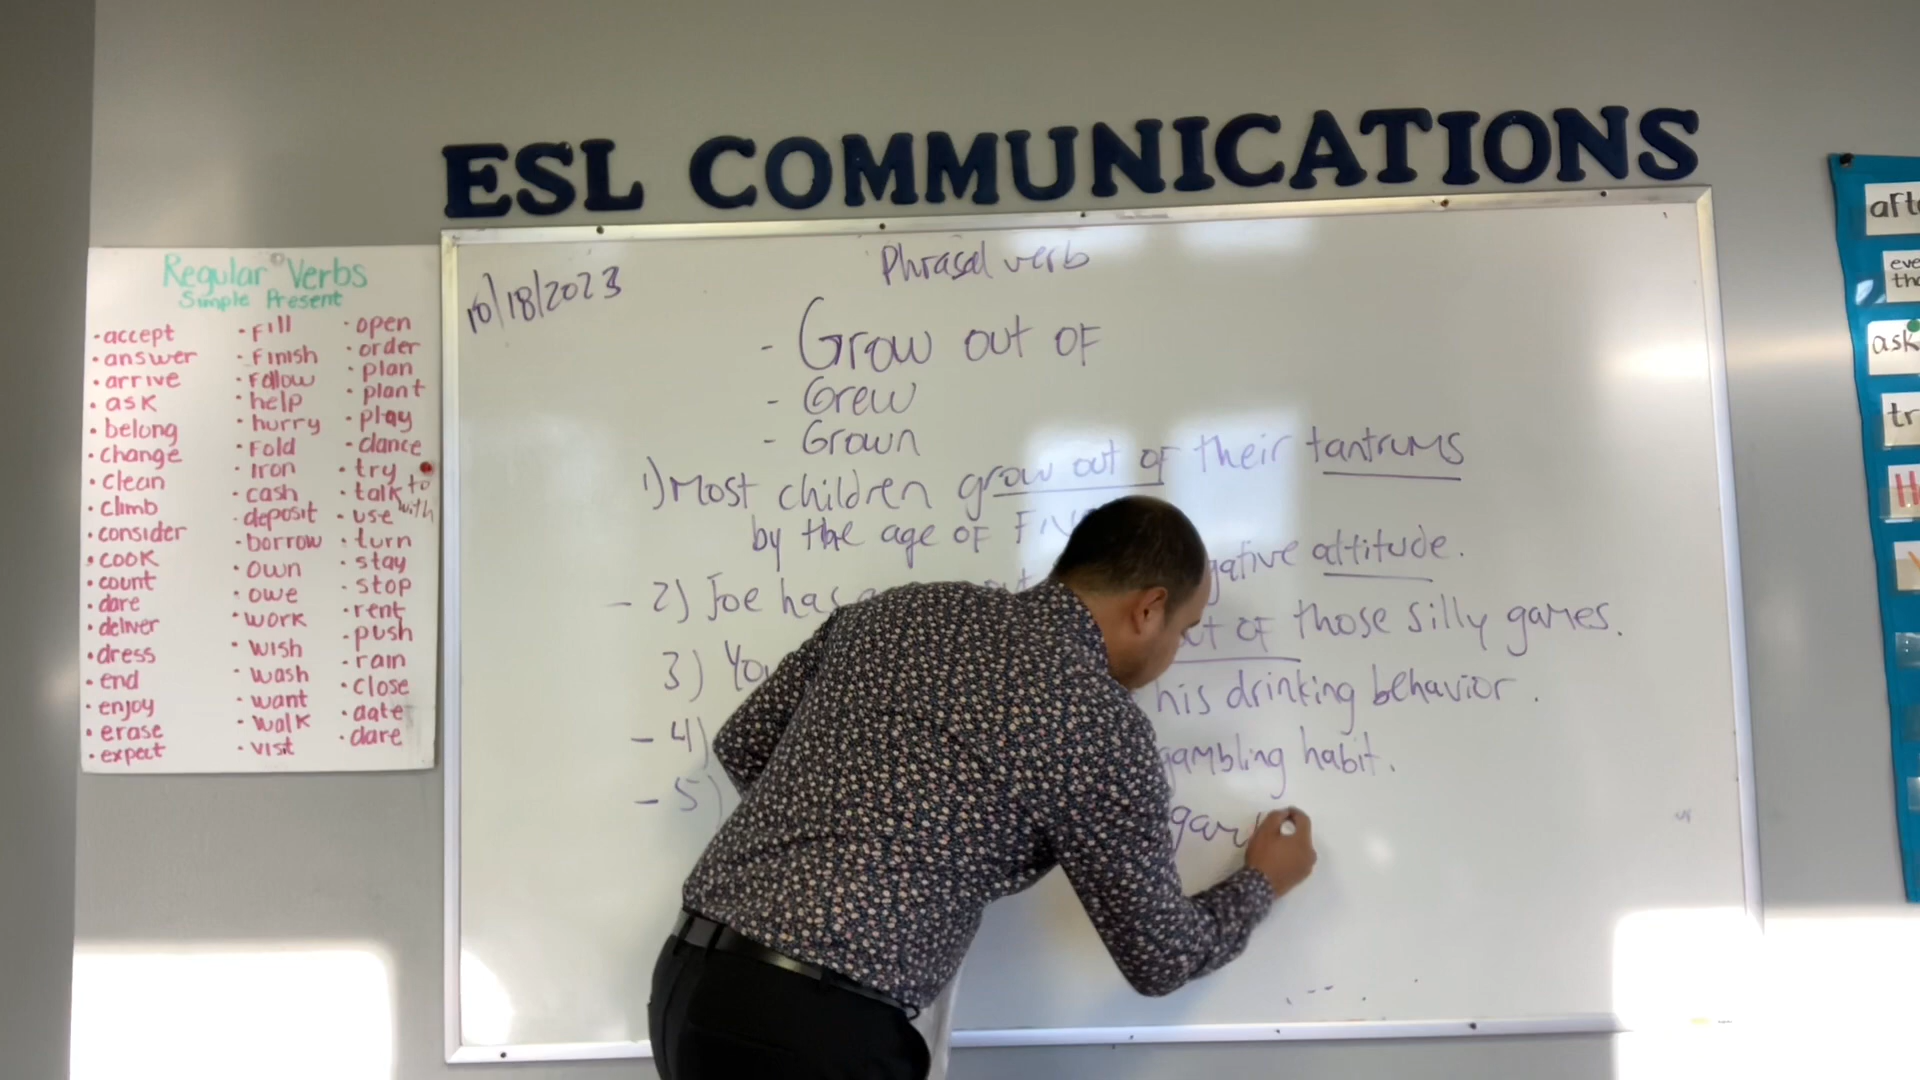 ESL COMMUNICATIONS
Regular Verbs
Simple Present
· accept
· answer
· arrive
· ask
· belong
· change
· clean
· climb
· consider
· cook
· count
· dare
· deliver
· dress
· end
· enjoy
· erase
· expect
· fill
· finish
· follow
· help
· hurry
· fold
· iron
· cash
· deposit
· borrow
· own
· owe
· work
· wish
· wash
· want
· walk
· visit
· open
· order
· plan
· plant
· play
· dance
· try
· talk to
with
· use
· turn
· stay
· stop
· rent
· push
· rain
· close
· date
· dare
10/18/2023
Phrasal verb
- Grow out of
- Grew
- Grown
1) Most children grow out of their tantrums
by the age of
- 2) Joe has attitude.
3) out of those silly games.
- 4) his drinking behavior.
- 5) gambling habit.
ask